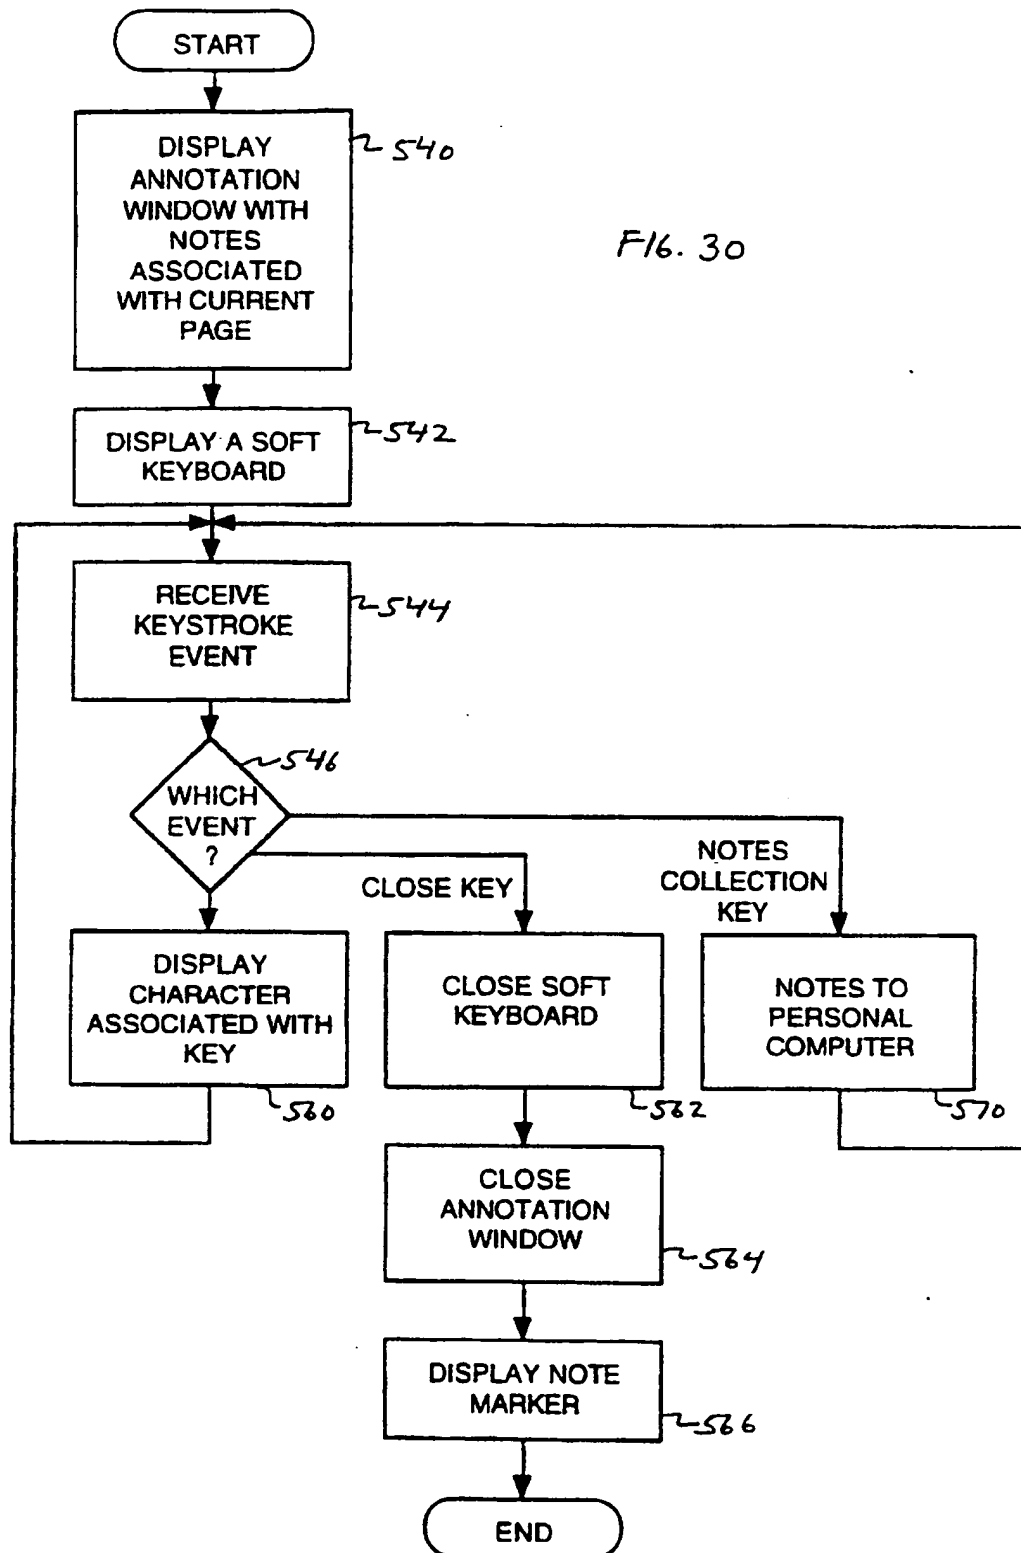 START
DISPLAY
ANNOTATION
WINDOW WITH
NOTES
ASSOCIATED
WITH CURRENT
PAGE
540
FIG. 30
DISPLAY A SOFT
KEYBOARD
542
RECEIVE
KEYSTROKE
EVENT
544
546
WHICH
EVENT
?
CLOSE KEY
NOTES
COLLECTION
KEY
DISPLAY
CHARACTER
ASSOCIATED WITH
KEY
560
CLOSE SOFT
KEYBOARD
562
NOTES TO
PERSONAL
COMPUTER
570
CLOSE
ANNOTATION
WINDOW
564
DISPLAY NOTE
MARKER
566
END